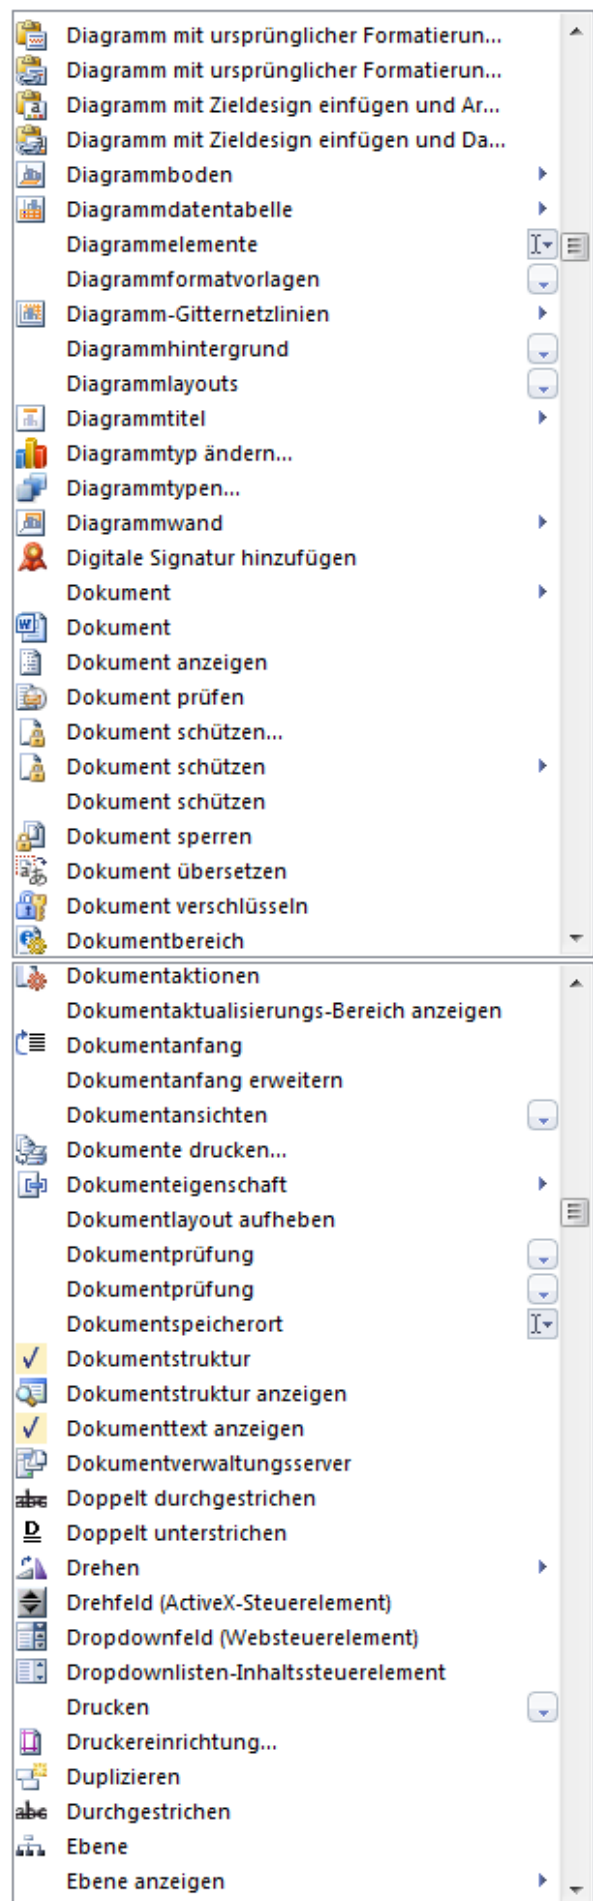 Diagramm mit ursprünglicher Formatierun...
Diagramm mit ursprünglicher Formatierun...
Diagramm mit Zieldesign einfügen und Ar...
Diagramm mit Zieldesign einfügen und Da...
Diagrammboden
Diagrammdatentabelle
Diagrammelemente
Diagrammformatvorlagen
Diagramm-Gitternetzlinien
Diagrammhintergrund
Diagrammlayouts
Diagrammtitel
Diagrammtyp ändern...
Diagrammtypen...
Diagrammwand
Digitale Signatur hinzufügen
Dokument
Dokument
Dokument anzeigen
Dokument prüfen
Dokument schützen...
Dokument schützen
Dokument schützen
Dokument sperren
Dokument übersetzen
Dokument verschlüsseln
Dokumentbereich
Dokumentaktionen
Dokumentaktualisierungs-Bereich anzeigen
Dokumentanfang
Dokumentanfang erweitern
Dokumentansichten
Dokumente drucken...
Dokumenteigenschaft
Dokumentlayout aufheben
Dokumentprüfung
Dokumentprüfung
Dokumentspeicherort
Dokumentstruktur
Dokumentstruktur anzeigen
Dokumenttext anzeigen
Dokumentverwaltungsserver
abc Doppelt durchgestrichen
D Doppelt unterstrichen
Drehen
Drehfeld (ActiveX-Steuerelement)
Dropdownfeld (Websteuerelement)
Dropdownlisten-Inhaltssteuerelement
Drucken
Druckereinrichtung...
Duplizieren
abc Durchgestrichen
Ebene
Ebene anzeigen